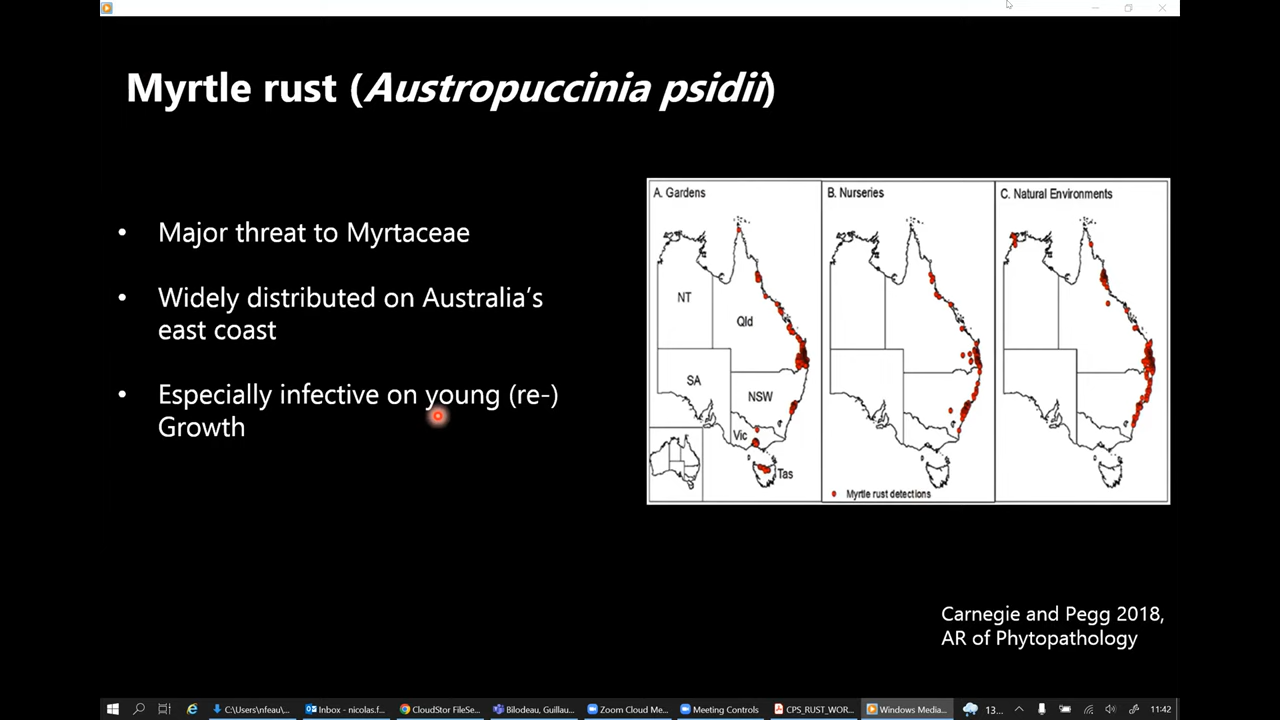 Myrtle rust (Austropuccinia psidii)
• Major threat to Myrtaceae
• Widely distributed on Australia's
east coast
• Especially infective on young (re-)
Growth
A. Gardens
B. Nurseries
C. Natural Environments
NT
Qld
SA
NSW
Vic
Tas
Myrtle rust detections
Carnegie and Pegg 2018,
AR of Phytopathology
C:\Users\nfeau\...
Inbox - nicolas.f...
CloudStor FileSe...
Bilodeau, Guillau...
Zoom Cloud Me...
Meeting Controls
CPS_RUST_WOR...
Windows Media...
13...
11:42